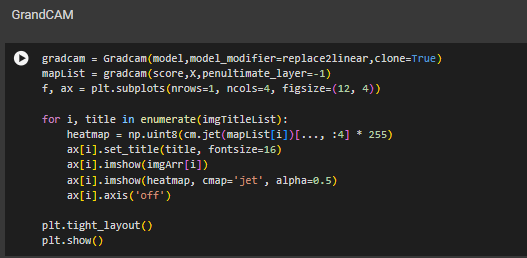 GrandCAM
gradcam = Gradcam(model,model_modifier=replace2linear,clone=True)
mapList = gradcam(score,X,penultimate_layer=-1)
f, ax = plt.subplots(nrows=1, ncols=4, figsize=(12, 4))
for i, title in enumerate(imgTitleList):
    heatmap = np.uint8(cm.jet(mapList[i])[..., :4] * 255)
    ax[i].set_title(title, fontsize=16)
    ax[i].imshow(imgArr[i])
    ax[i].imshow(heatmap, cmap='jet', alpha=0.5)
    ax[i].axis('off')
plt.tight_layout()
plt.show()